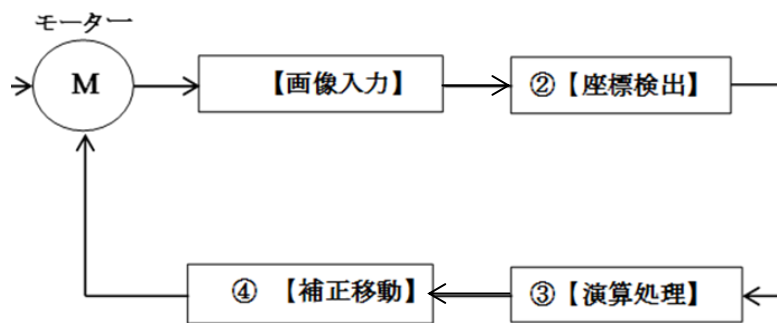 モーター
M
【画像入力】
②【座標検出】
④ 【補正移動】
③【演算処理】